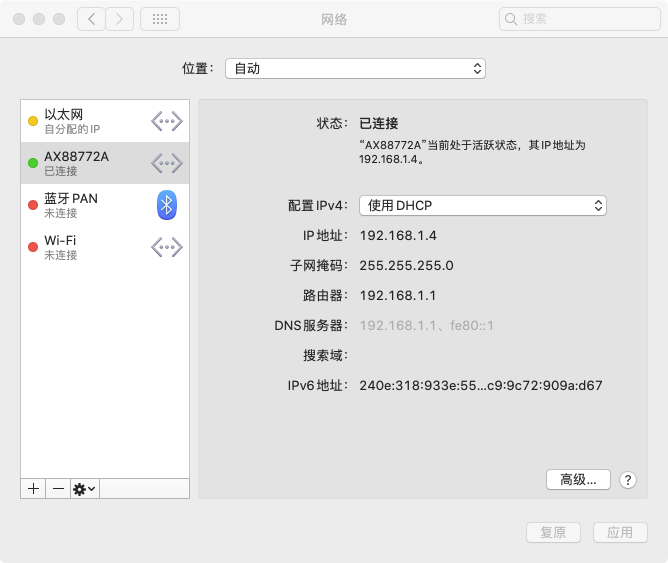 网络
搜索
位置： 自动
以太网
自分配的 IP
AX88772A
已连接
蓝牙 PAN
未连接
Wi-Fi
未连接
状态： 已连接
“AX88772A”当前处于活跃状态，其 IP 地址为
192.168.1.4。
配置 IPv4： 使用 DHCP
IP 地址： 192.168.1.4
子网掩码： 255.255.255.0
路由器： 192.168.1.1
DNS 服务器： 192.168.1.1、fe80::1
搜索域：
IPv6 地址： 240e:318:933e:55...c9:9c72:909a:d67
高级... ?
复原 应用